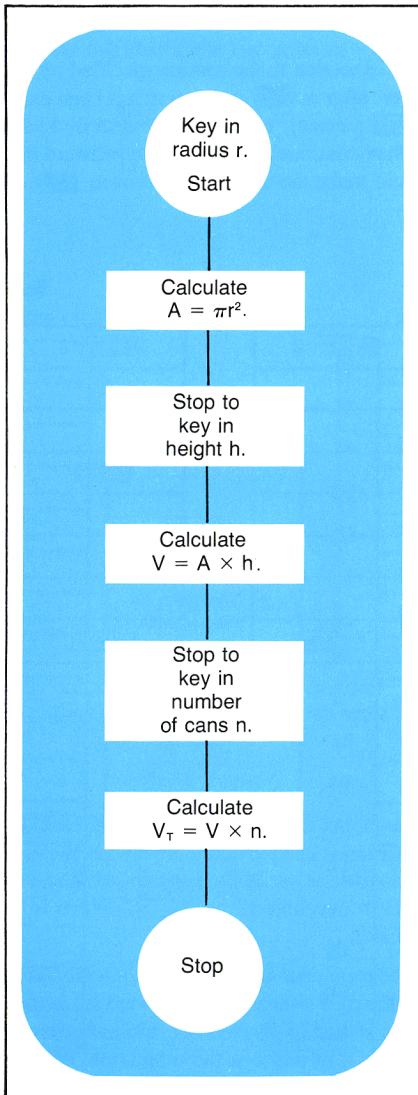 Key in
radius r.
Start
Calculate
A = πr².
Stop to
key in
height h.
Calculate
V = A × h.
Stop to
key in
number
of cans n.
Calculate
V_T = V × n.
Stop